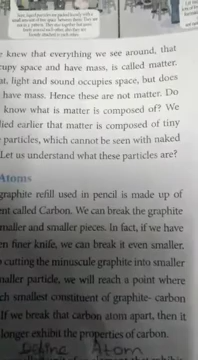 knew that everything we see around, that
cupy space and have mass, is called matter.
at, light and sound occupies space, but does
have mass. Hence these are not matter. Do
know what is matter is composed of? We
lied earlier that matter is composed of tiny
particles, which cannot be seen with naked
Let us understand what these particles are?
Atoms
graphite refill used in pencil is made up of
ent called Carbon. We can break the graphite
maller and smaller pieces. In fact, if we have
en finer knife, we can break it even smaller.
cutting the minuscule graphite into smaller
maller particle, we will reach a point where
ch smallest constituent of graphite- carbon
If we break that carbon atom apart, then it
longer exhibit the properties of carbon.
Define Atom